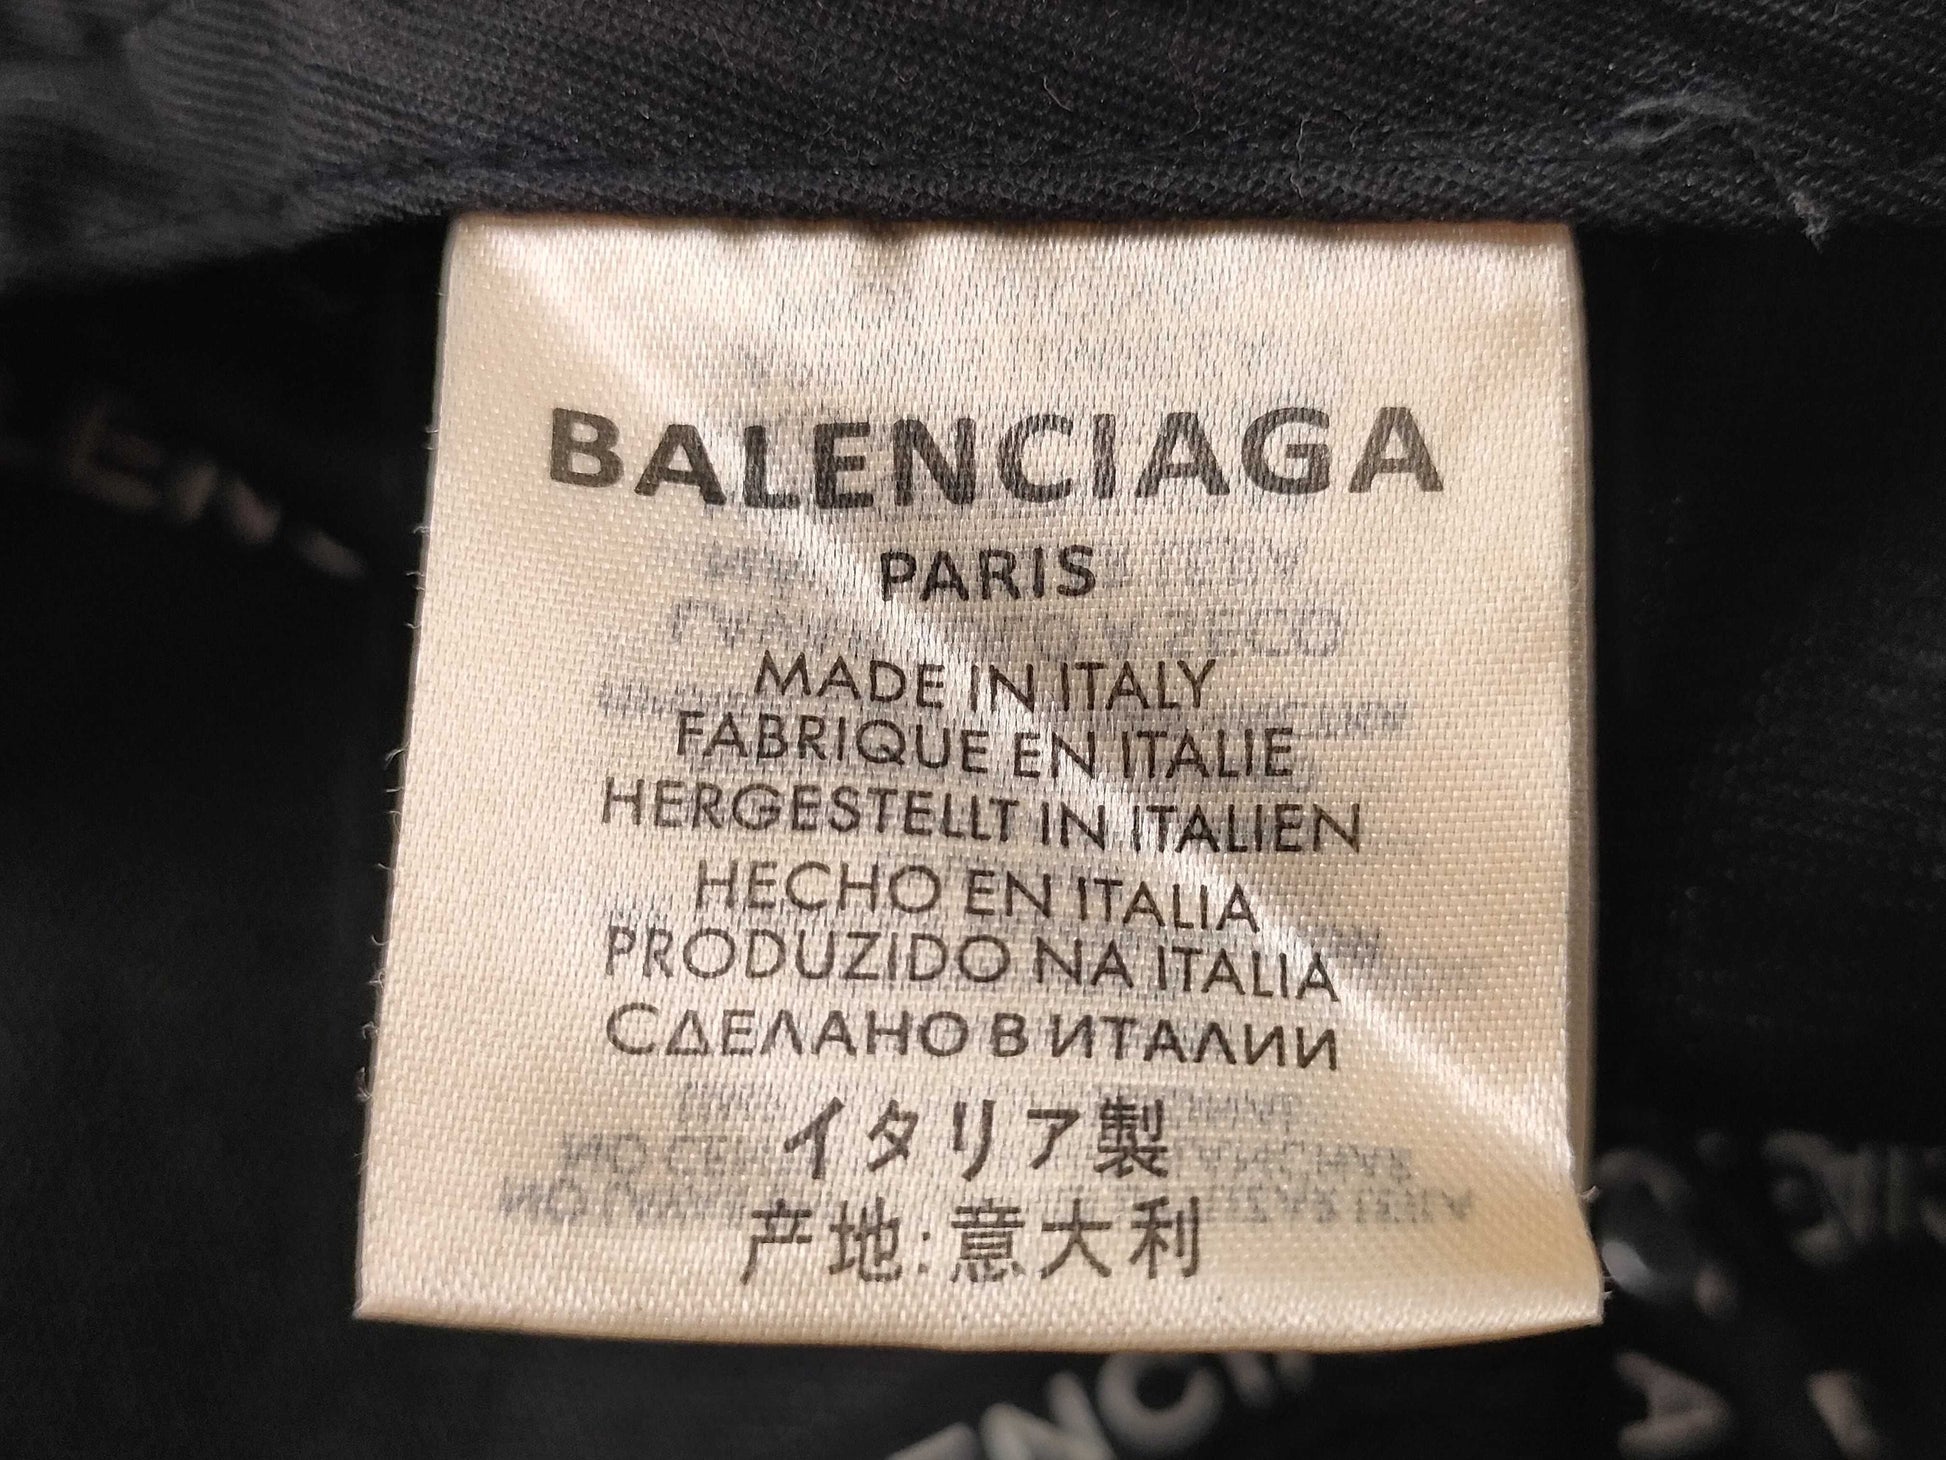 BALENCIAGA
PARIS
MADE IN ITALY
FABRIQUE EN ITALIE
HERGESTELLT IN ITALIEN
HECHO EN ITALIA
PRODUZIDO NA ITALIA
СДЕЛАНО В ИТАЛИИ
イタリア製
产地:意大利